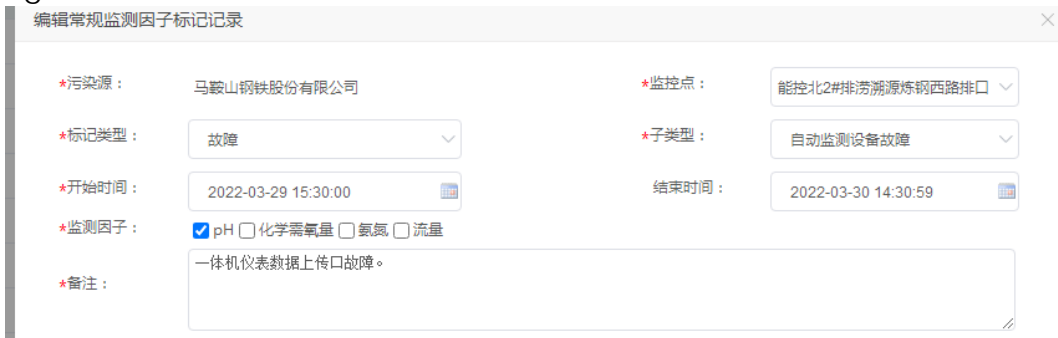 编辑常规监测因子标记记录
*污染源： 马鞍山钢铁股份有限公司 *监控点： 能控北2#排涝溯源炼钢西路排口
*标记类型： 故障 *子类型： 自动监测设备故障
*开始时间： 2022-03-29 15:30:00 结束时间： 2022-03-30 14:30:59
*监测因子： pH 化学需氧量 氨氮 流量
*备注： 一体机仪表数据上传口故障。